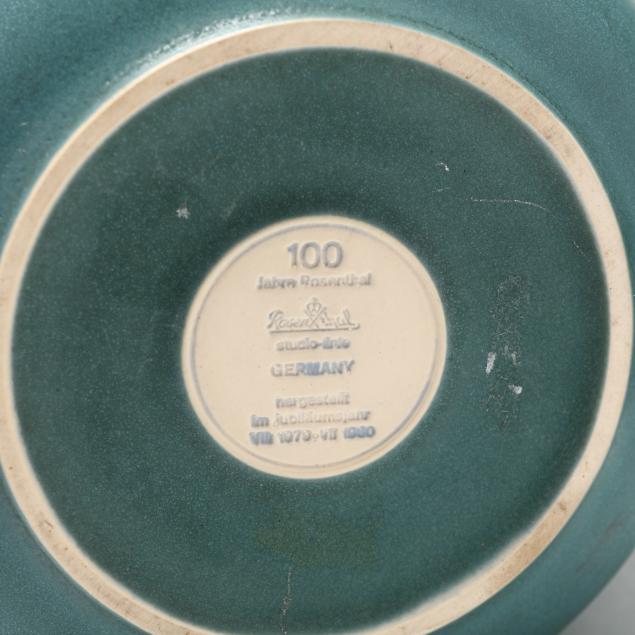 100
Jahre Rosenthal
Rosenthal
studio-linie
GERMANY
hergestellt
im Jubiläumsjahr
VIII 1979-VII 1980